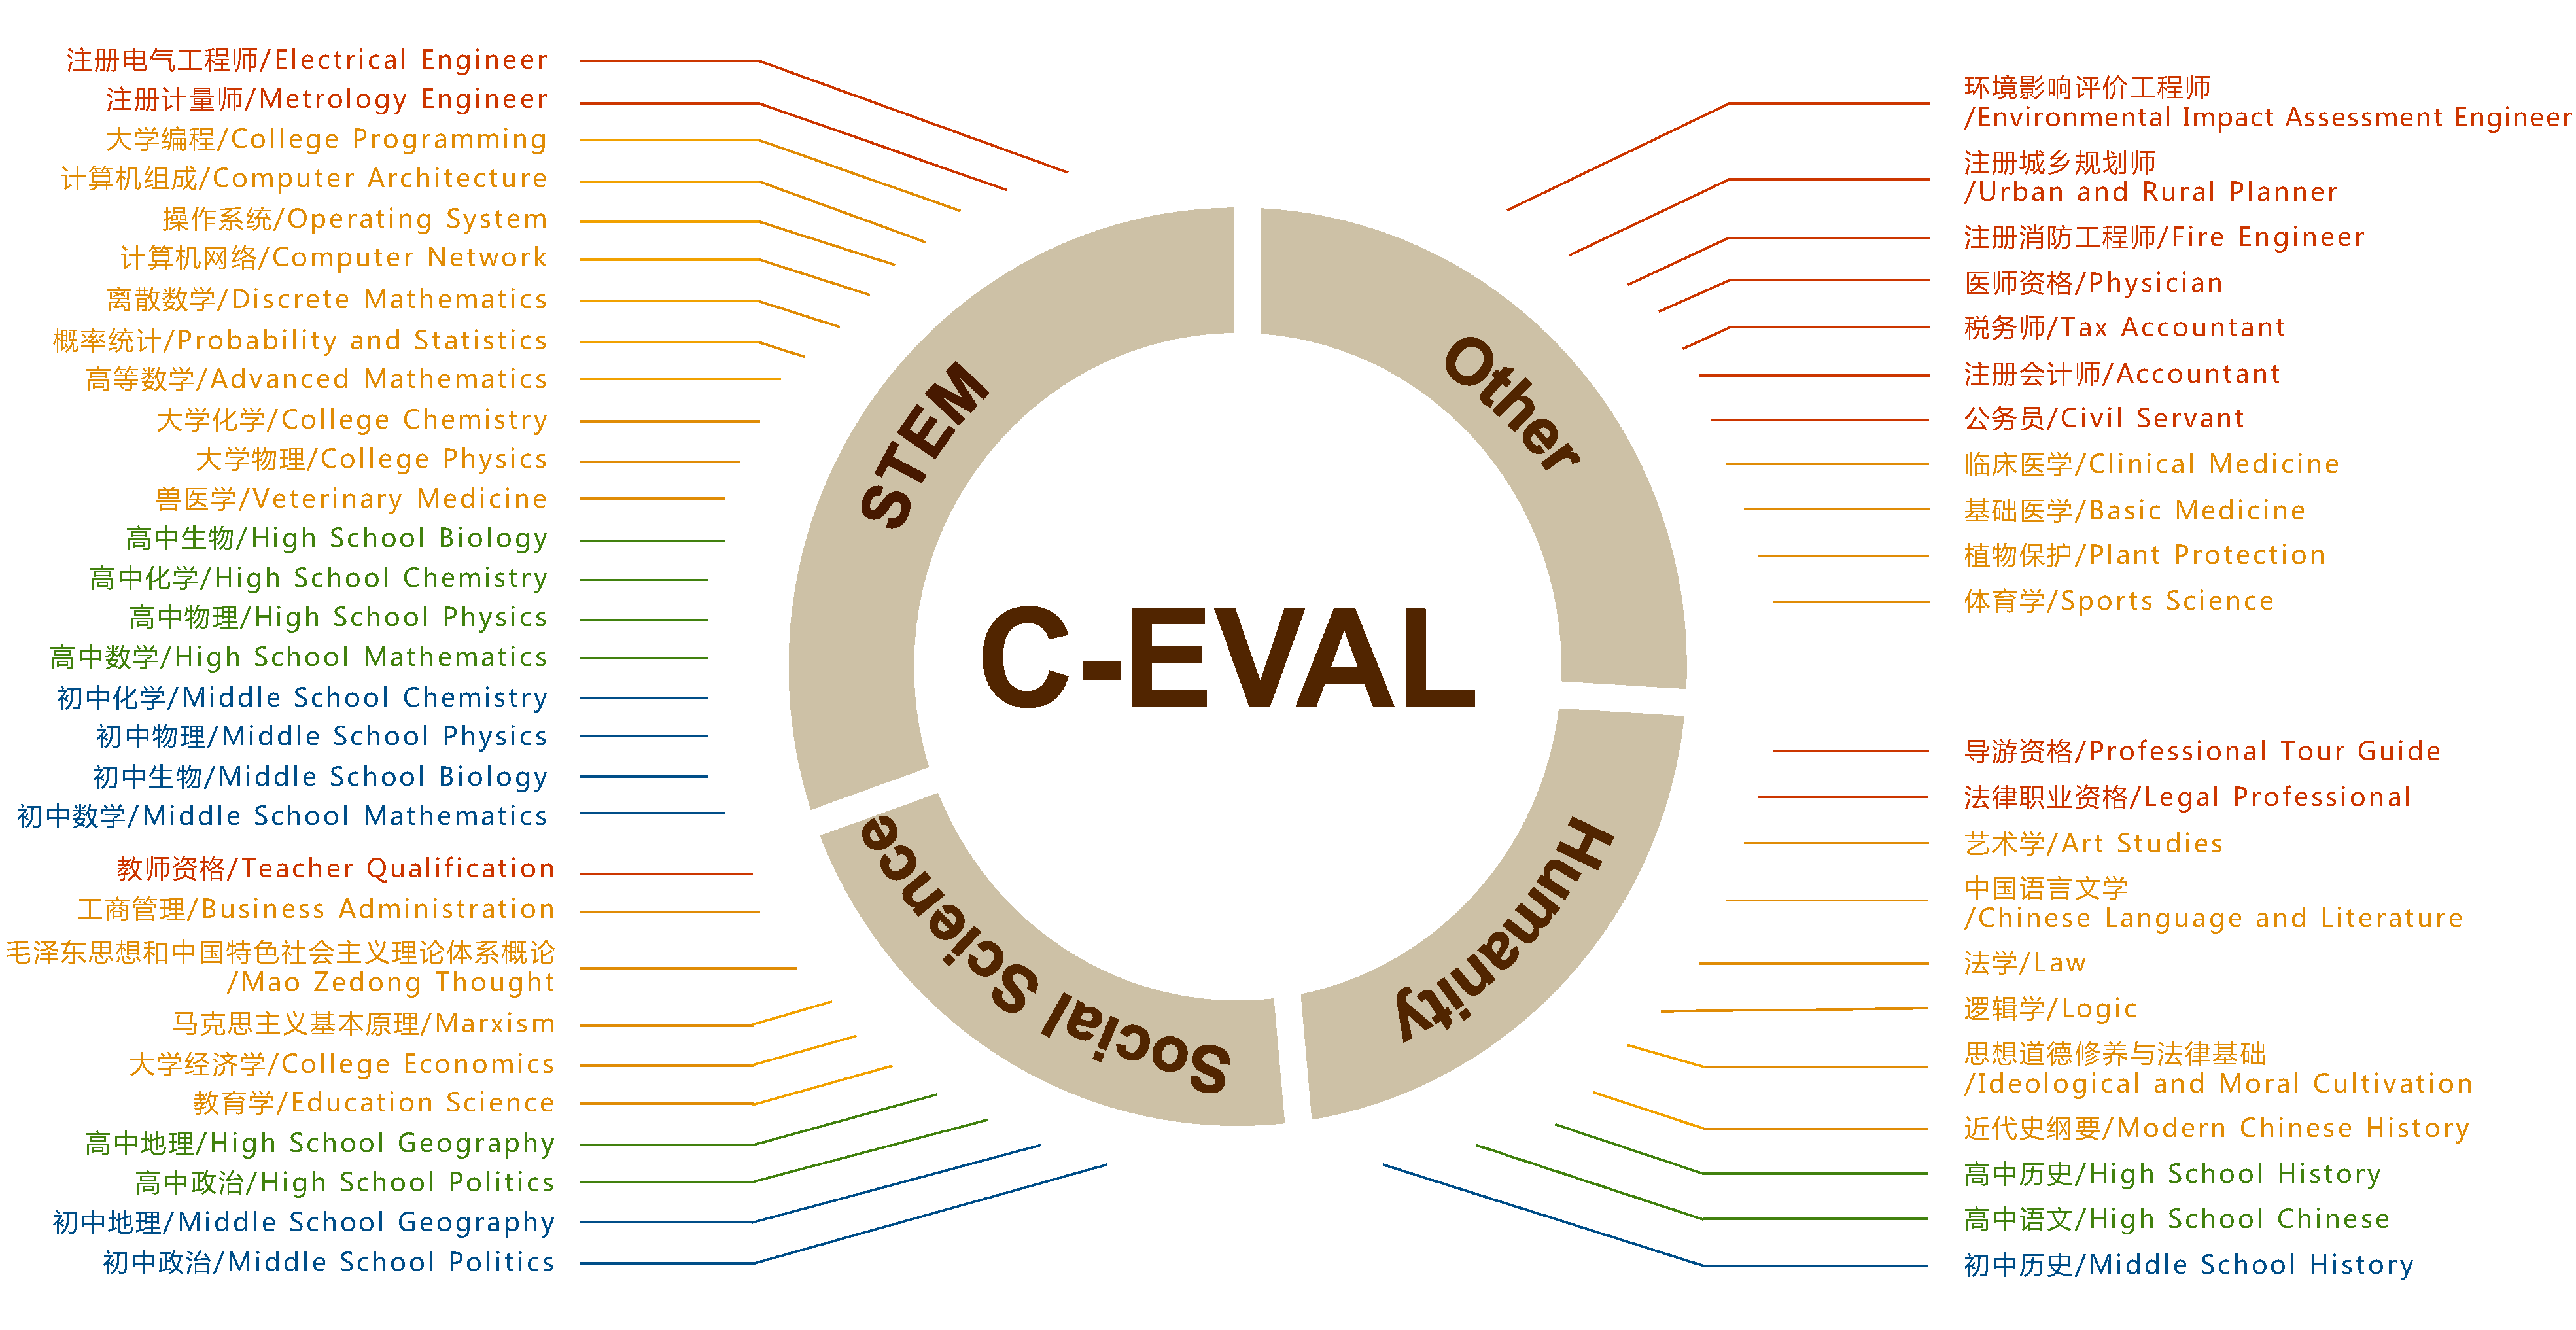 注册电气工程师/Electrical Engineer
注册计量师/Metrology Engineer
大学编程/College Programming
计算机组成/Computer Architecture
操作系统/Operating System
计算机网络/Computer Network
离散数学/Discrete Mathematics
概率统计/Probability and Statistics
高等数学/Advanced Mathematics
大学化学/College Chemistry
大学物理/College Physics
兽医学/Veterinary Medicine
高中生物/High School Biology
高中化学/High School Chemistry
高中物理/High School Physics
高中数学/High School Mathematics
初中化学/Middle School Chemistry
初中物理/Middle School Physics
初中生物/Middle School Biology
初中数学/Middle School Mathematics
教师资格/Teacher Qualification
工商管理/Business Administration
毛泽东思想和中国特色社会主义理论体系概论
/Mao Zedong Thought
马克思主义基本原理/Marxism
大学经济学/College Economics
教育学/Education Science
高中地理/High School Geography
高中政治/High School Politics
初中地理/Middle School Geography
初中政治/Middle School Politics
STEM
Other
C-EVAL
Social Science
Humanity
环境影响评价工程师
/Environmental Impact Assessment Engineer
注册城乡规划师
/Urban and Rural Planner
注册消防工程师/Fire Engineer
医师资格/Physician
税务师/Tax Accountant
注册会计师/Accountant
公务员/Civil Servant
临床医学/Clinical Medicine
基础医学/Basic Medicine
植物保护/Plant Protection
体育学/Sports Science
导游资格/Professional Tour Guide
法律职业资格/Legal Professional
艺术学/Art Studies
中国语言文学
/Chinese Language and Literature
法学/Law
逻辑学/Logic
思想道德修养与法律基础
/Ideological and Moral Cultivation
近代史纲要/Modern Chinese History
高中历史/High School History
高中语文/High School Chinese
初中历史/Middle School History